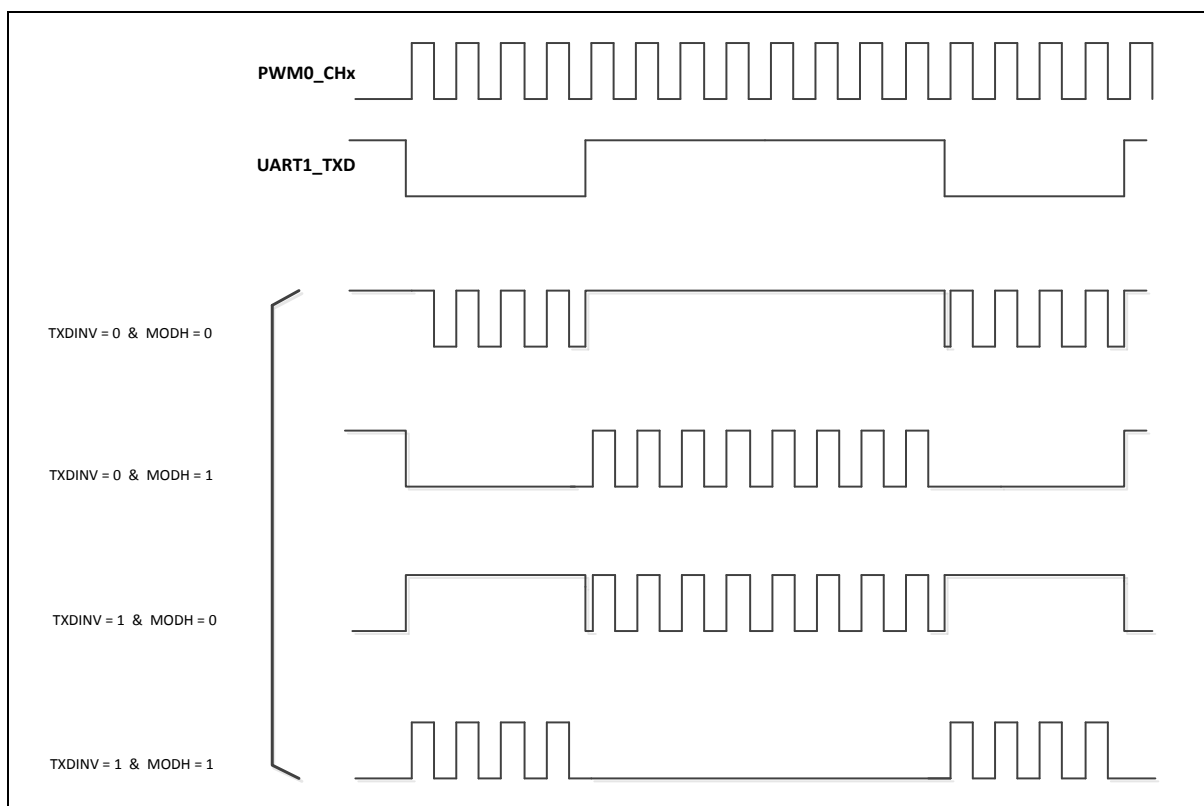 PWM0_CHx
UART1_TXD
TXDINV = 0 & MODH = 0
TXDINV = 0 & MODH = 1
TXDINV = 1 & MODH = 0
TXDINV = 1 & MODH = 1